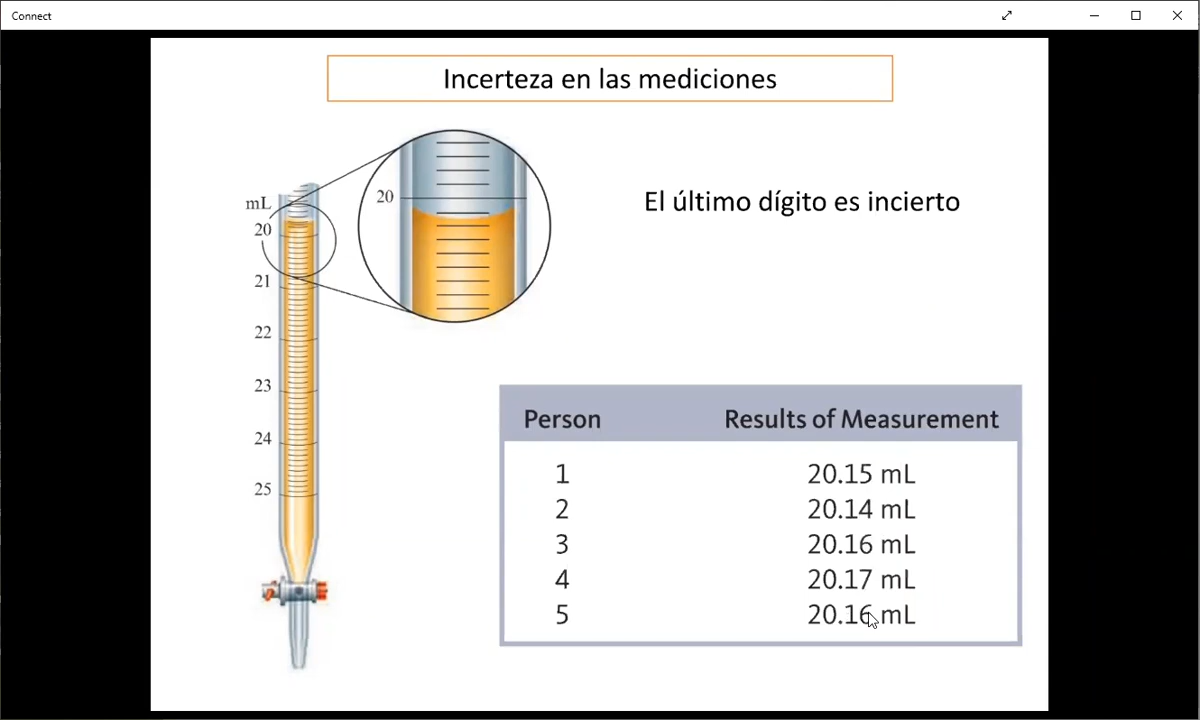 Connect
Incerteza en las mediciones
mL
20
21
22
23
24
25
20
El último dígito es incierto
Person Results of Measurement
1 20.15 mL
2 20.14 mL
3 20.16 mL
4 20.17 mL
5 20.16 mL